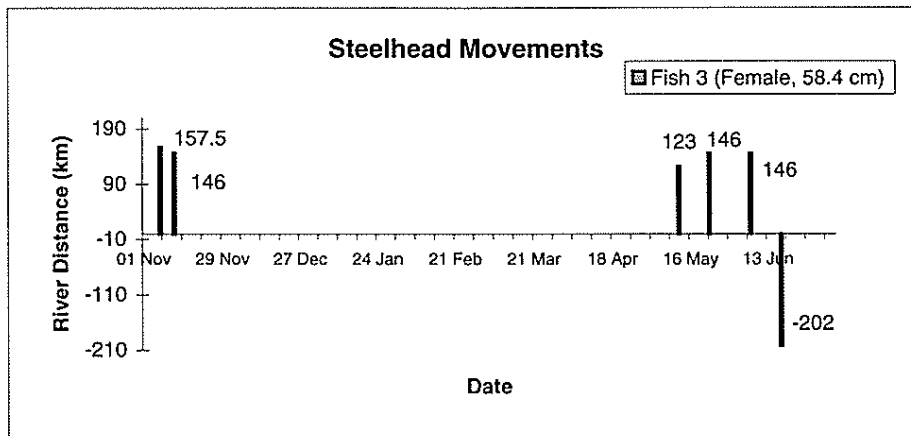 Steelhead Movements
Fish 3 (Female, 58.4 cm)
River Distance (km)
190
90
-10
-110
-210
157.5
146
123
146
146
-202
01 Nov
29 Nov
27 Dec
24 Jan
21 Feb
21 Mar
18 Apr
16 May
13 Jun
Date